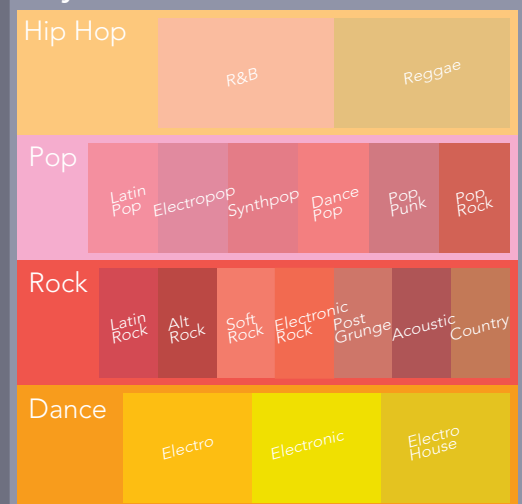 Hip Hop
R&B
Reggae
Pop
Latin
Pop
Electropop
Synthpop
Dance
Pop
Pop
Punk
Pop
Rock
Rock
Latin
Rock
Alt
Rock
Soft
Rock
Electronic
Rock
Post
Grunge
Acoustic
Country
Dance
Electro
Electronic
Electro
House